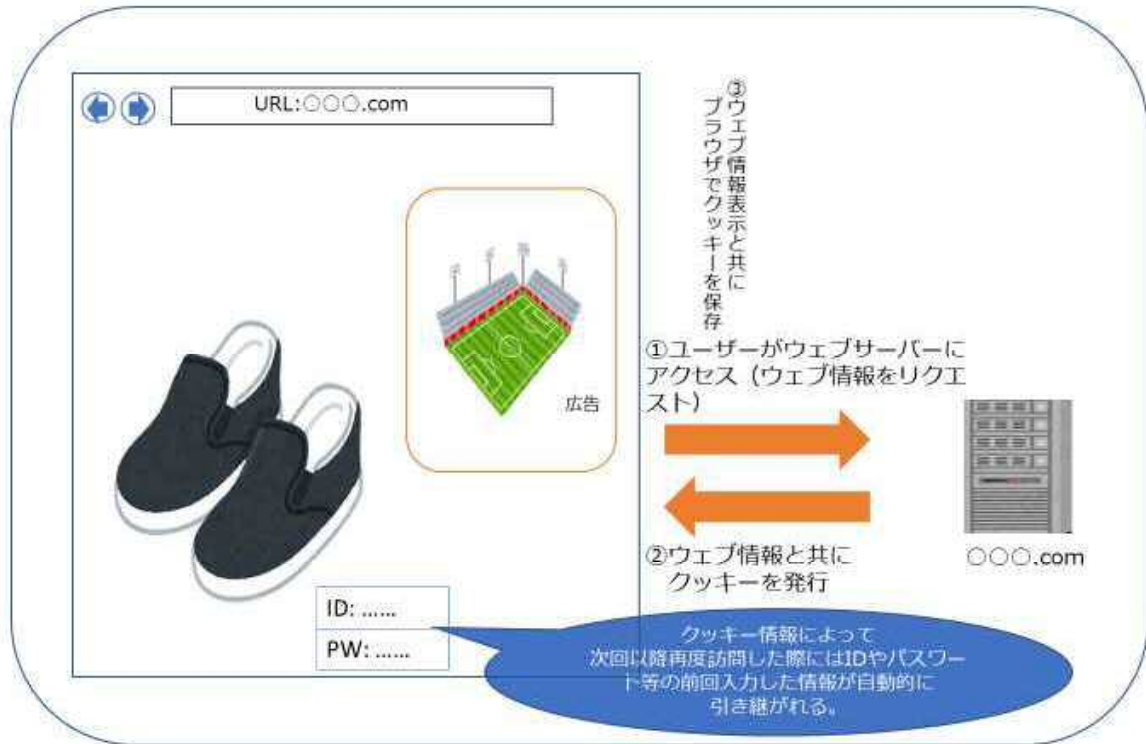 URL:○○○.com
③ウェブ情報表示と共に
ブラウザでクッキーを保存
広告
①ユーザーがウェブサーバーに
アクセス（ウェブ情報をリクエ
スト）
②ウェブ情報と共に
クッキーを発行
○○○.com
ID: ......
PW: ......
クッキー情報によって
次回以降再度訪問した際にはIDやパスワー
ド等の前回入力した情報が自動的に
引き継がれる。